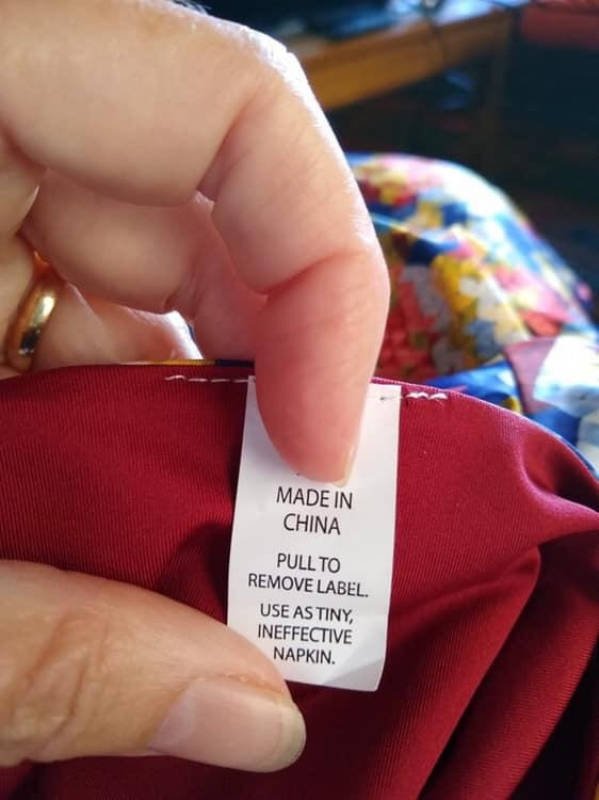 MADE IN
CHINA
PULL TO
REMOVE LABEL.
USE AS TINY,
INEFFECTIVE
NAPKIN.